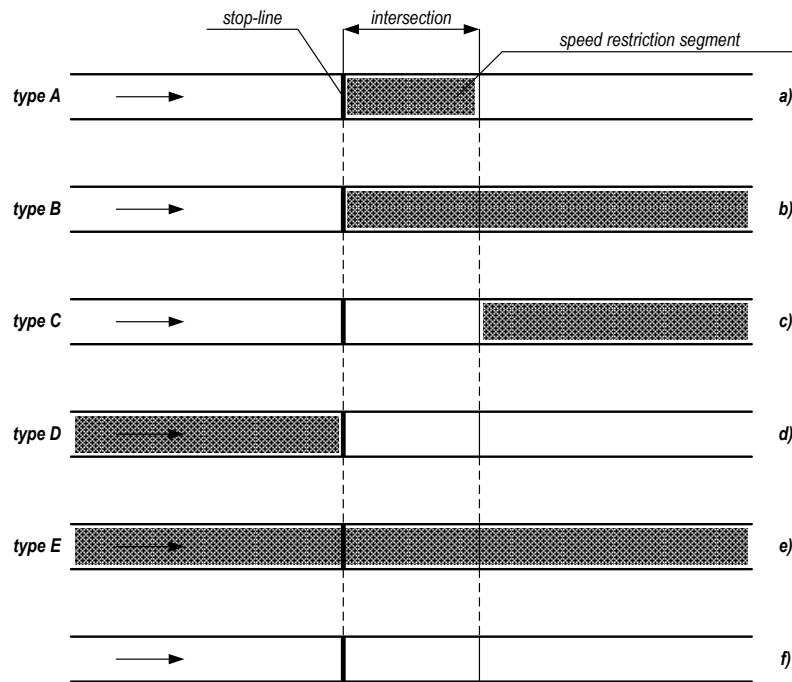 stop-line
intersection
speed restriction segment
type A
a)
type B
b)
type C
c)
type D
d)
type E
e)
f)